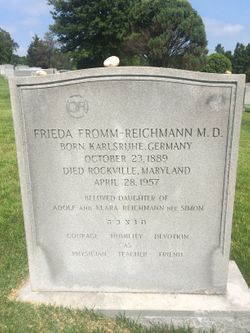 FRIEDA FROMM-REICHMANN M.D.
BORN KARLSRUHE, GERMANY
OCTOBER 23, 1889
DIED ROCKVILLE, MARYLAND
APRIL 28, 1957
BELOVED DAUGHTER OF
ADOLF AND KLARA REICHMANN NÉE SIMON
ת נ צ ב ה
COURAGE HUMILITY DEVOTION
AS
PHYSICIAN TEACHER FRIEND